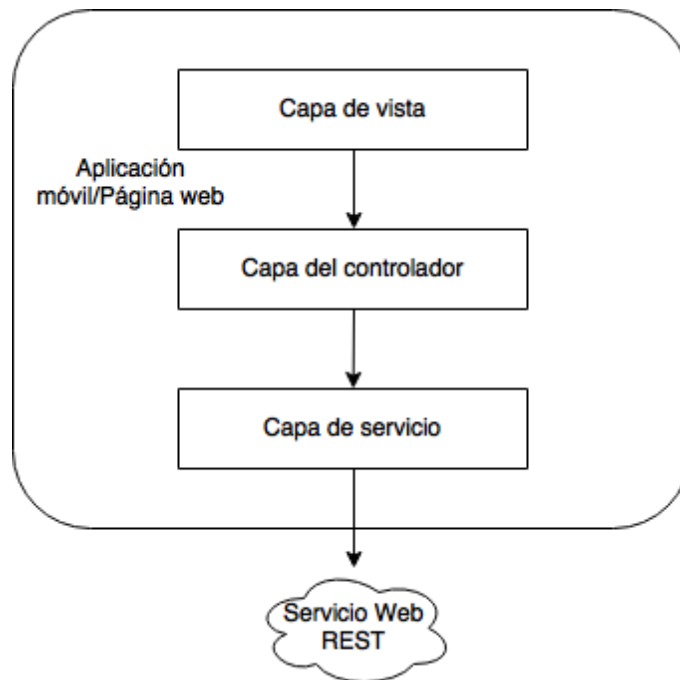 Capa de vista
Aplicación
móvil/Página web
Capa del controlador
Capa de servicio
Servicio Web
REST